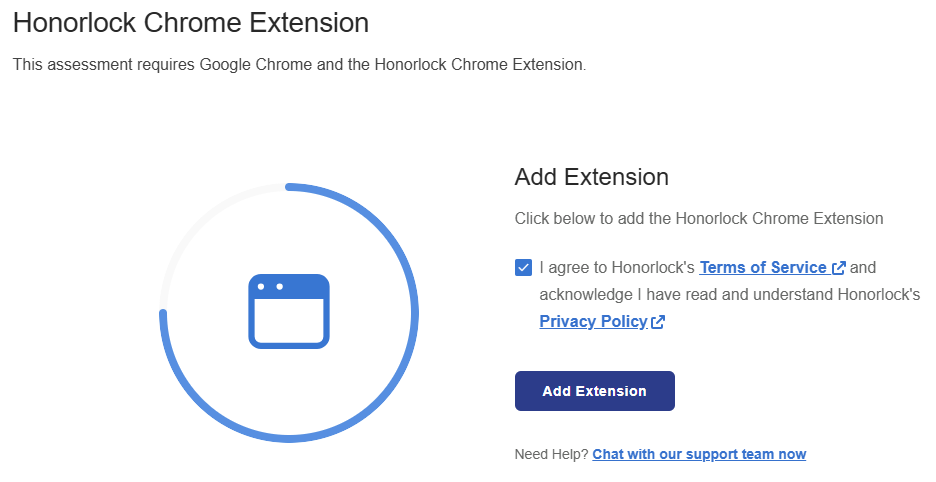 Honorlock Chrome Extension
This assessment requires Google Chrome and the Honorlock Chrome Extension.
Add Extension
Click below to add the Honorlock Chrome Extension
I agree to Honorlock's Terms of Service and
acknowledge I have read and understand Honorlock's
Privacy Policy
Add Extension
Need Help? Chat with our support team now